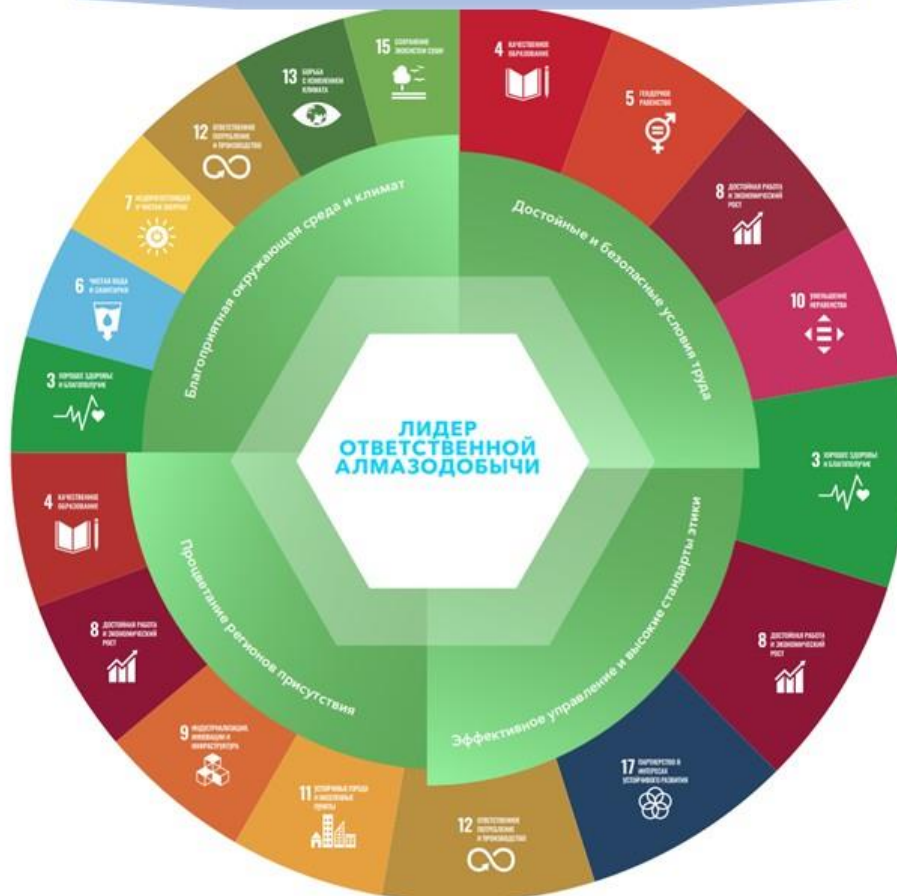 15 СОХРАНЕНИЕ
ЭКОСИСТЕМ СУШИ
4 КАЧЕСТВЕННОЕ
ОБРАЗОВАНИЕ
13 БОРЬБА
С ИЗМЕНЕНИЕМ
КЛИМАТА
5 ГЕНДЕРНОЕ
РАВЕНСТВО
12 ОТВЕТСТВЕННОЕ
ПОТРЕБЛЕНИЕ
И ПРОИЗВОДСТВО
8 ДОСТОЙНАЯ РАБОТА
И ЭКОНОМИЧЕСКИЙ
РОСТ
7 НЕДОРОГОСТОЯЩАЯ
И ЧИСТАЯ ЭНЕРГИЯ
6 ЧИСТАЯ ВОДА
И САНИТАРИЯ
10 УМЕНЬШЕНИЕ
НЕРАВЕНСТВА
3 ХОРОШЕЕ ЗДОРОВЬЕ
И БЛАГОПОЛУЧИЕ
Благоприятная окружающая среда и климат
Достойные и безопасные условия труда
ЛИДЕР
ОТВЕТСТВЕННОЙ
АЛМАЗОДОБЫЧИ
3 ХОРОШЕЕ ЗДОРОВЬЕ
И БЛАГОПОЛУЧИЕ
4 КАЧЕСТВЕННОЕ
ОБРАЗОВАНИЕ
Процветание регионов присутствия
Эффективное управление и высокие стандарты этики
8 ДОСТОЙНАЯ РАБОТА
И ЭКОНОМИЧЕСКИЙ
РОСТ
8 ДОСТОЙНАЯ РАБОТА
И ЭКОНОМИЧЕСКИЙ
РОСТ
9 ИНДУСТРИАЛИЗАЦИЯ,
ИННОВАЦИИ И
ИНФРАСТРУКТУРА
17 ПАРТНЕРСТВО В
ИНТЕРЕСАХ
УСТОЙЧИВОГО РАЗВИТИЯ
11 УСТОЙЧИВЫЕ ГОРОДА
И НАСЕЛЕННЫЕ
ПУНКТЫ
12 ОТВЕТСТВЕННОЕ
ПОТРЕБЛЕНИЕ
И ПРОИЗВОДСТВО